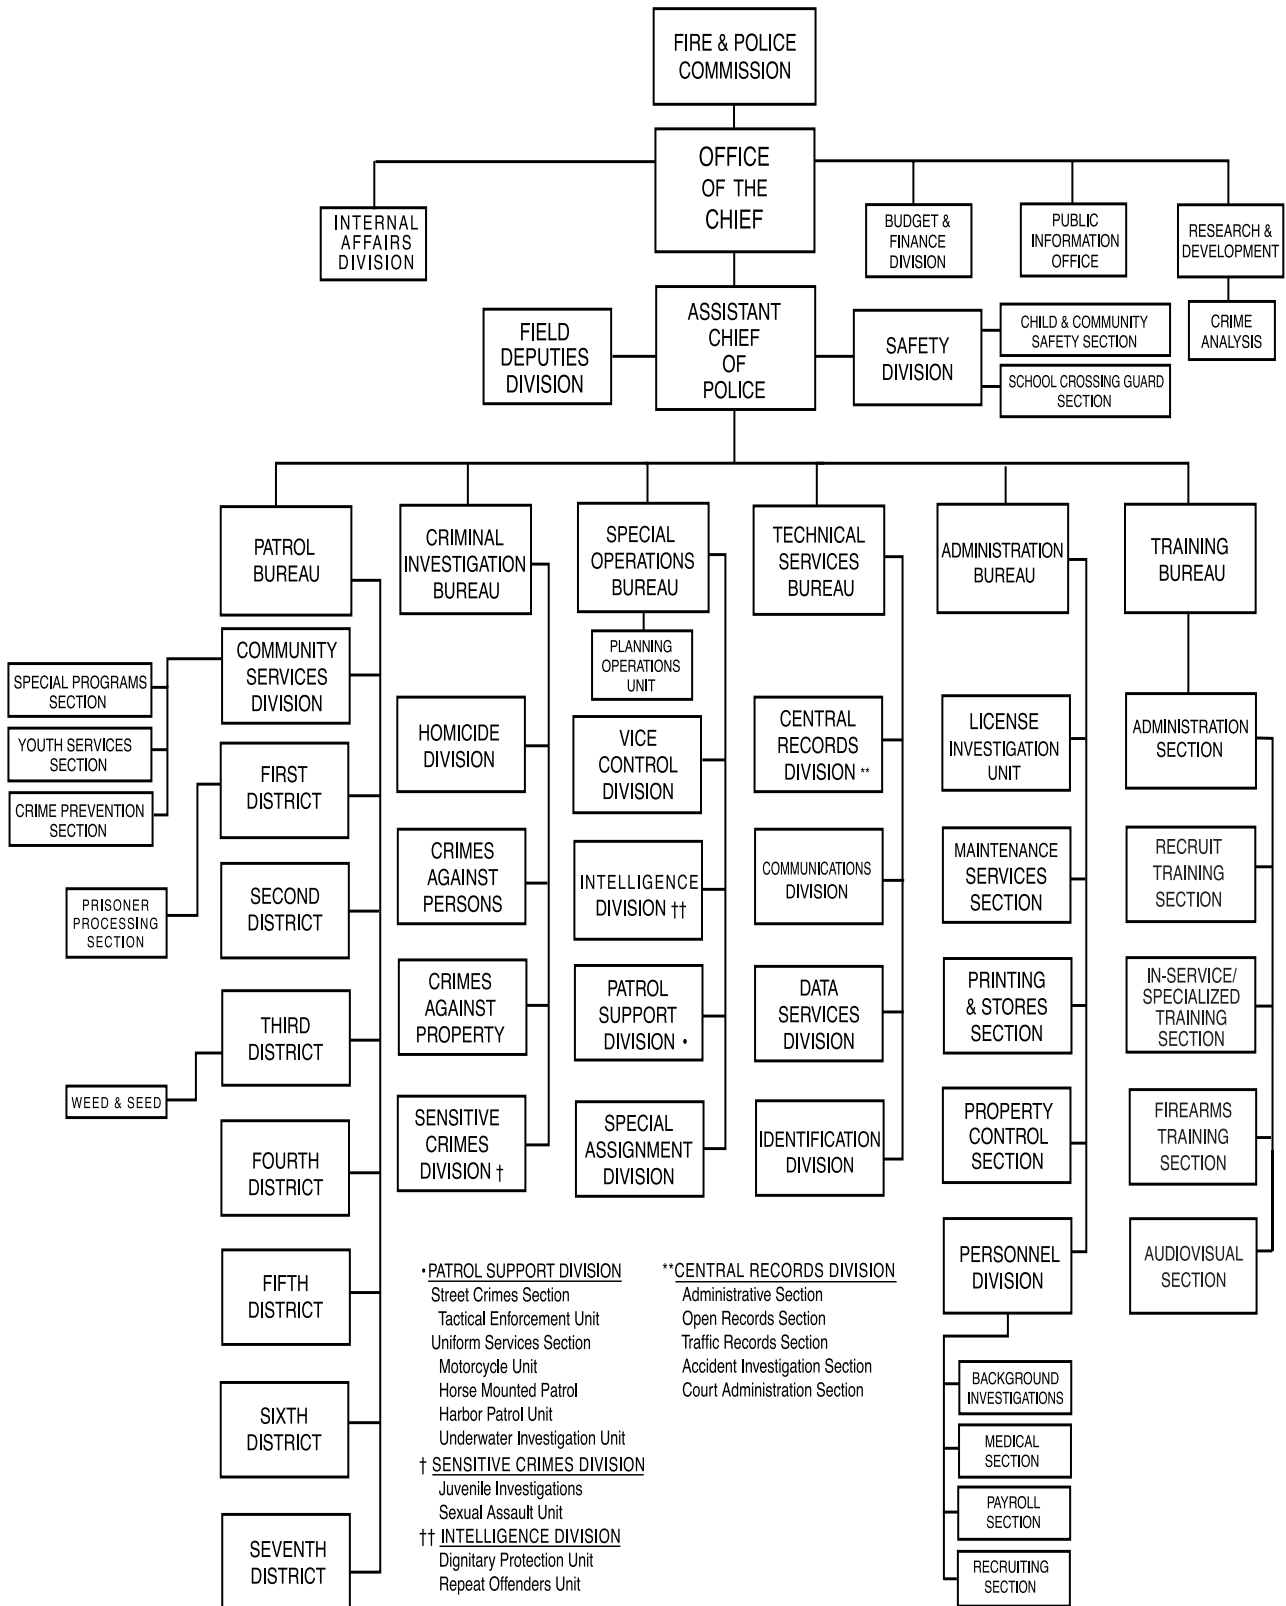 FIRE & POLICE
COMMISSION
OFFICE
OF THE
CHIEF
INTERNAL
AFFAIRS
DIVISION
BUDGET &
FINANCE
DIVISION
PUBLIC
INFORMATION
OFFICE
RESEARCH &
DEVELOPMENT
CRIME
ANALYSIS
FIELD
DEPUTIES
DIVISION
ASSISTANT
CHIEF
OF
POLICE
SAFETY
DIVISION
CHILD & COMMUNITY
SAFETY SECTION
SCHOOL CROSSING GUARD
SECTION
PATROL
BUREAU
COMMUNITY
SERVICES
DIVISION
SPECIAL PROGRAMS
SECTION
YOUTH SERVICES
SECTION
CRIME PREVENTION
SECTION
FIRST
DISTRICT
PRISONER
PROCESSING
SECTION
SECOND
DISTRICT
THIRD
DISTRICT
WEED & SEED
FOURTH
DISTRICT
FIFTH
DISTRICT
SIXTH
DISTRICT
SEVENTH
DISTRICT
CRIMINAL
INVESTIGATION
BUREAU
HOMICIDE
DIVISION
CRIMES
AGAINST
PERSONS
CRIMES
AGAINST
PROPERTY
SENSITIVE
CRIMES
DIVISION †
SPECIAL
OPERATIONS
BUREAU
PLANNING
OPERATIONS
UNIT
VICE
CONTROL
DIVISION
INTELLIGENCE
DIVISION ††
PATROL
SUPPORT
DIVISION •
SPECIAL
ASSIGNMENT
DIVISION
TECHNICAL
SERVICES
BUREAU
CENTRAL
RECORDS
DIVISION **
COMMUNICATIONS
DIVISION
DATA
SERVICES
DIVISION
IDENTIFICATION
DIVISION
ADMINISTRATION
BUREAU
LICENSE
INVESTIGATION
UNIT
MAINTENANCE
SERVICES
SECTION
PRINTING
& STORES
SECTION
PROPERTY
CONTROL
SECTION
PERSONNEL
DIVISION
BACKGROUND
INVESTIGATIONS
MEDICAL
SECTION
PAYROLL
SECTION
RECRUITING
SECTION
TRAINING
BUREAU
ADMINISTRATION
SECTION
RECRUIT
TRAINING
SECTION
IN-SERVICE/
SPECIALIZED
TRAINING
SECTION
FIREARMS
TRAINING
SECTION
AUDIOVISUAL
SECTION
• PATROL SUPPORT DIVISION
Street Crimes Section
Tactical Enforcement Unit
Uniform Services Section
Motorcycle Unit
Horse Mounted Patrol
Harbor Patrol Unit
Underwater Investigation Unit
† SENSITIVE CRIMES DIVISION
Juvenile Investigations
Sexual Assault Unit
†† INTELLIGENCE DIVISION
Dignitary Protection Unit
Repeat Offenders Unit
**CENTRAL RECORDS DIVISION
Administrative Section
Open Records Section
Traffic Records Section
Accident Investigation Section
Court Administration Section